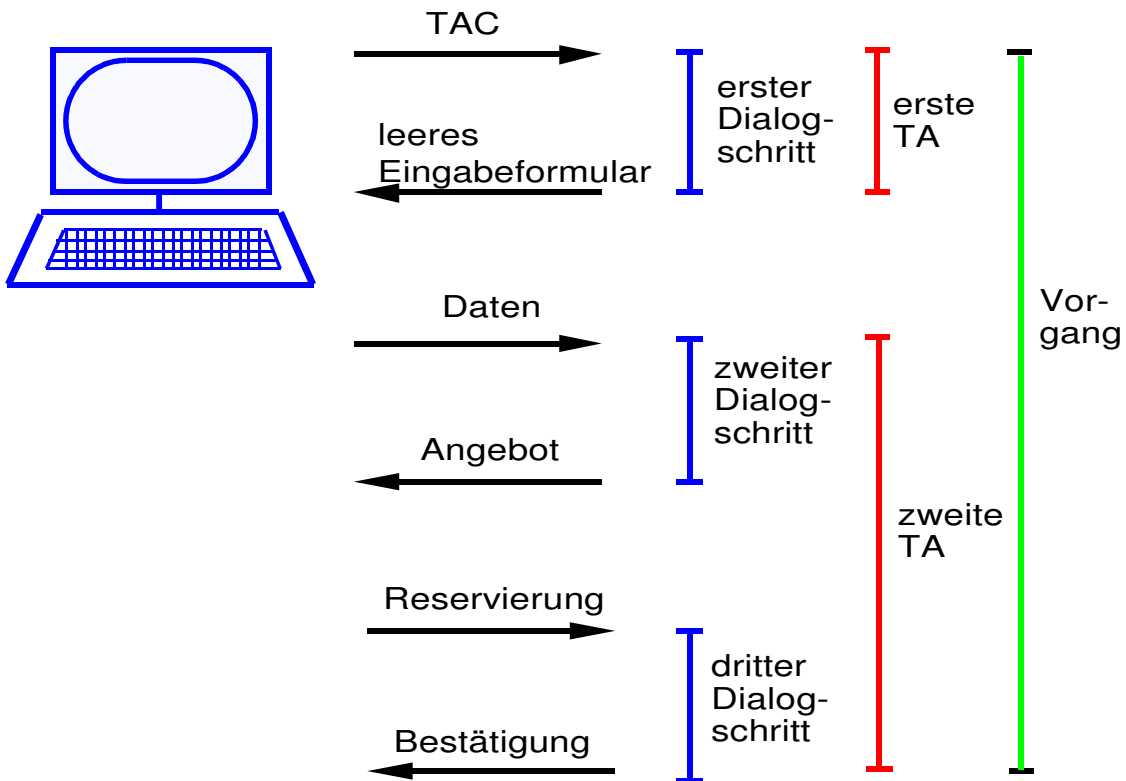 TAC
leeres
Eingabeformular
erster
Dialog-
schritt
erste
TA
Daten
Angebot
zweiter
Dialog-
schritt
Vor-
gang
zweite
TA
Reservierung
Bestätigung
dritter
Dialog-
schritt